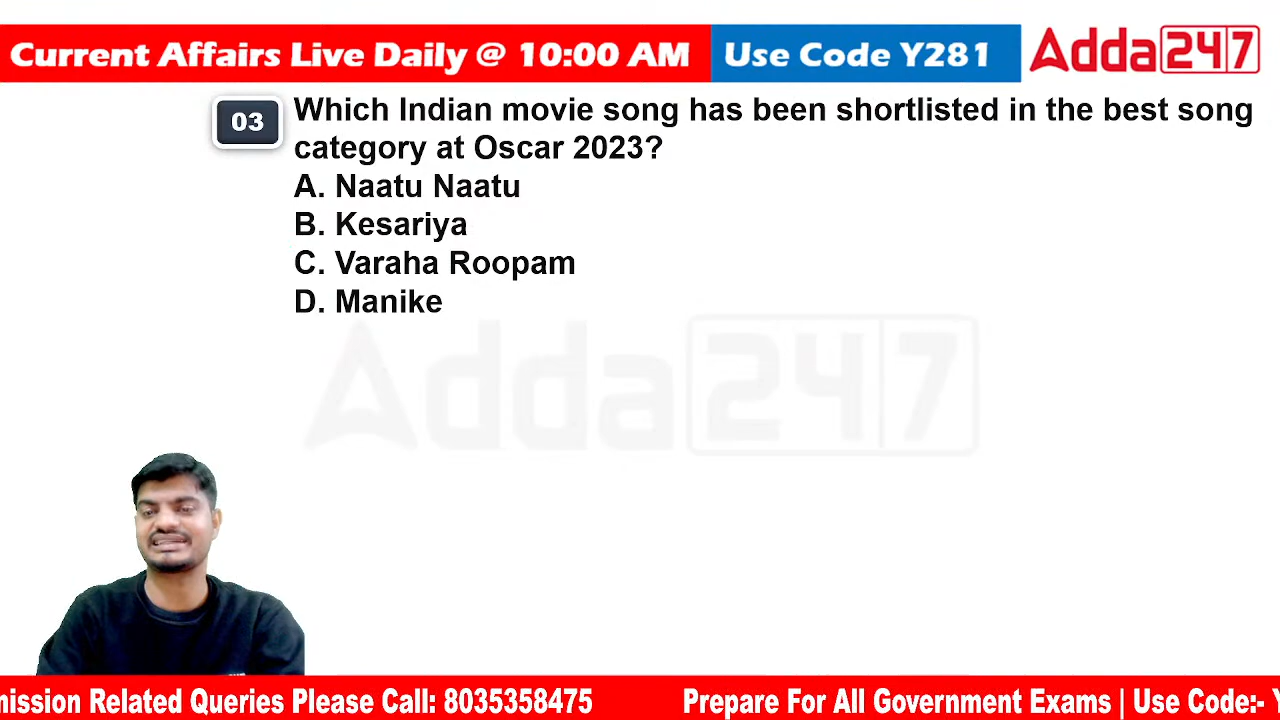 Current Affairs Live Daily @ 10:00 AM
Use Code Y281
Adda247
03
Which Indian movie song has been shortlisted in the best song
category at Oscar 2023?
A. Naatu Naatu
B. Kesariya
C. Varaha Roopam
D. Manike
Adda247
mission Related Queries Please Call: 8035358475
Prepare For All Government Exams | Use Code:- Y